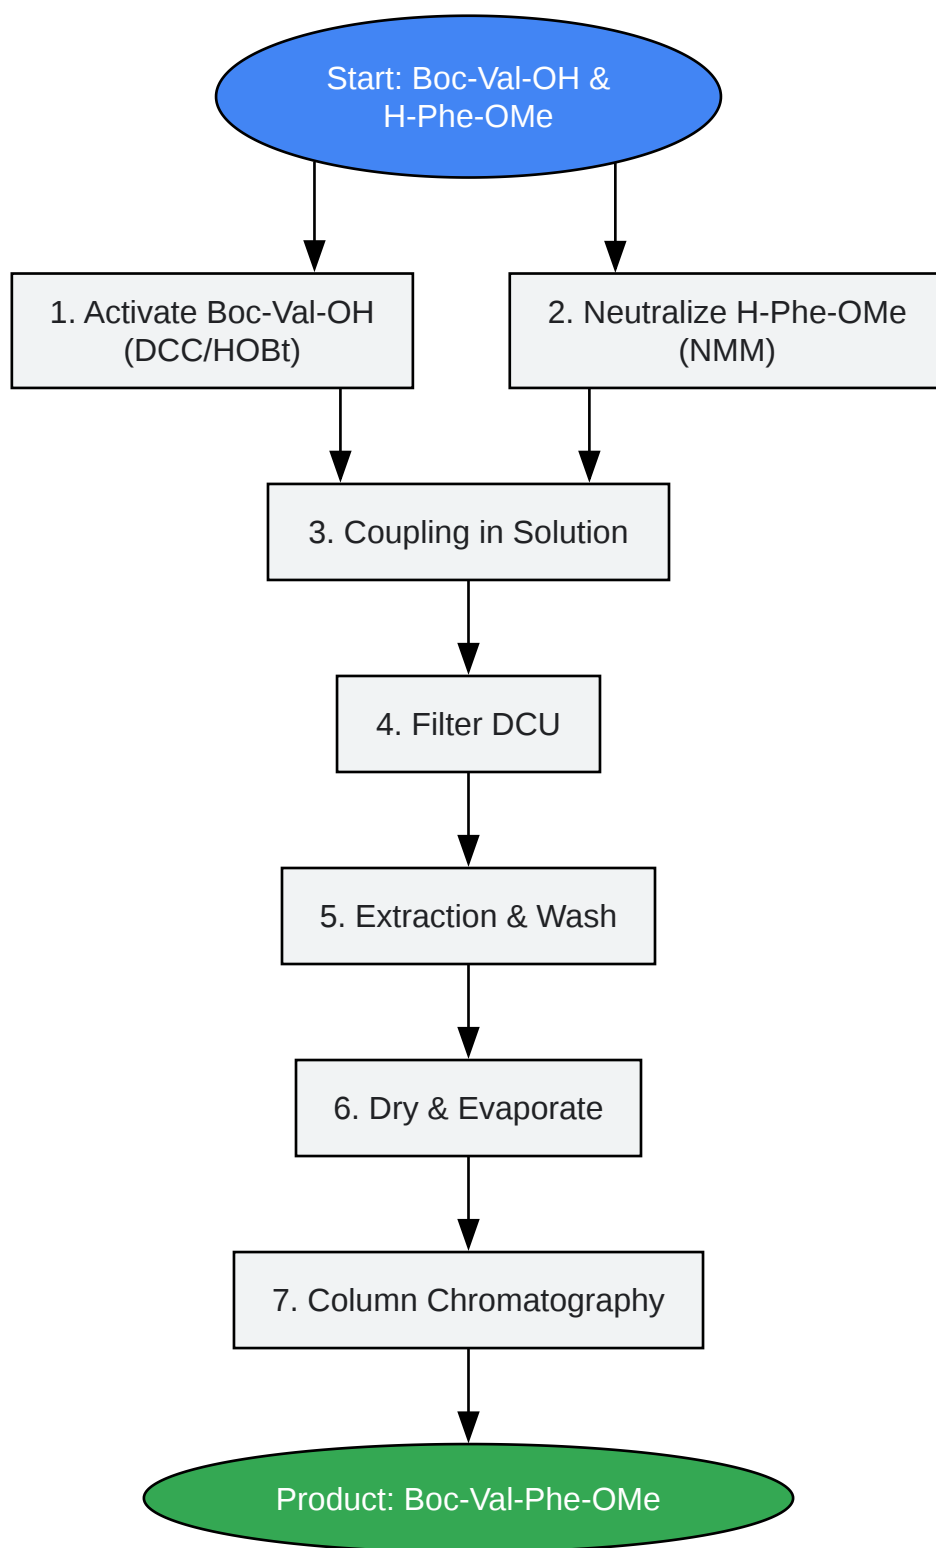 Start: Boc-Val-OH &
H-Phe-OMe
1. Activate Boc-Val-OH
(DCC/HOBt)
2. Neutralize H-Phe-OMe
(NMM)
3. Coupling in Solution
4. Filter DCU
5. Extraction & Wash
6. Dry & Evaporate
7. Column Chromatography
Product: Boc-Val-Phe-OMe